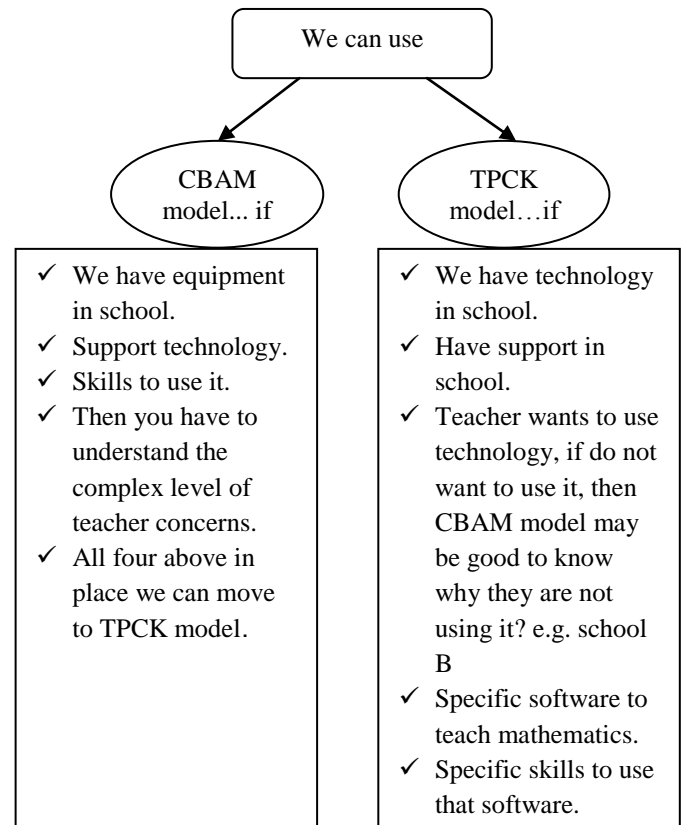 We can use
CBAM
model... if
TPCK
model…if
✓ We have equipment
in school.
✓ Support technology.
✓ Skills to use it.
✓ Then you have to
understand the
complex level of
teacher concerns.
✓ All four above in
place we can move
to TPCK model.
✓ We have technology
in school.
✓ Have support in
school.
✓ Teacher wants to use
technology, if do not
want to use it, then
CBAM model may
be good to know
why they are not
using it? e.g. school
B
✓ Specific software to
teach mathematics.
✓ Specific skills to use
that software.